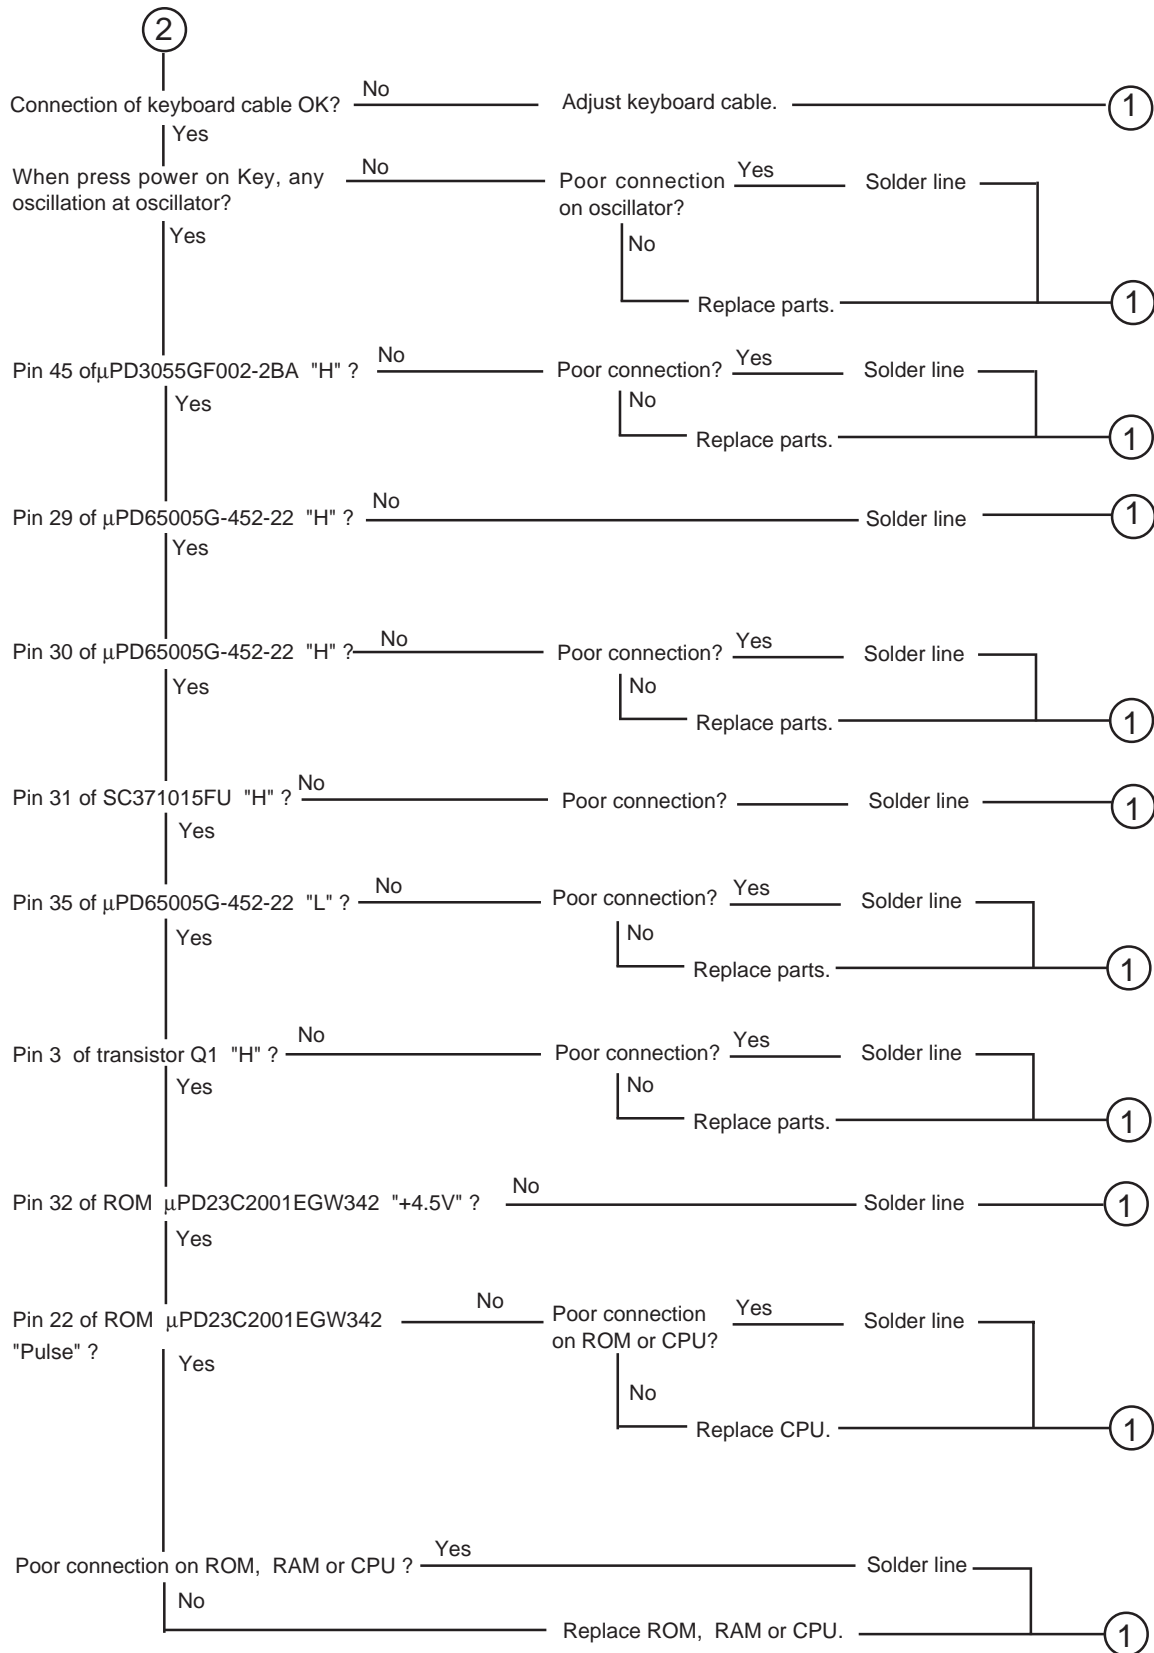 2
Connection of keyboard cable OK?
No
Adjust keyboard cable.
1
Yes
When press power on Key, any
oscillation at oscillator?
No
Poor connection
on oscillator?
Yes
Solder line
Yes
No
Replace parts.
1
Pin 45 ofµPD3055GF002-2BA "H" ?
No
Poor connection?
Yes
Solder line
Yes
No
Replace parts.
1
Pin 29 of µPD65005G-452-22 "H" ?
No
Solder line
1
Yes
Pin 30 of µPD65005G-452-22 "H" ?
No
Poor connection?
Yes
Solder line
Yes
No
Replace parts.
1
Pin 31 of SC371015FU "H" ?
No
Poor connection?
Solder line
1
Yes
Pin 35 of µPD65005G-452-22 "L" ?
No
Poor connection?
Yes
Solder line
Yes
No
Replace parts.
1
Pin 3 of transistor Q1 "H" ?
No
Poor connection?
Yes
Solder line
Yes
No
Replace parts.
1
Pin 32 of ROM µPD23C2001EGW342 "+4.5V" ?
No
Solder line
1
Yes
Pin 22 of ROM µPD23C2001EGW342
"Pulse" ?
No
Poor connection
on ROM or CPU?
Yes
Solder line
Yes
No
Replace CPU.
1
Poor connection on ROM, RAM or CPU ?
Yes
Solder line
No
Replace ROM, RAM or CPU.
1